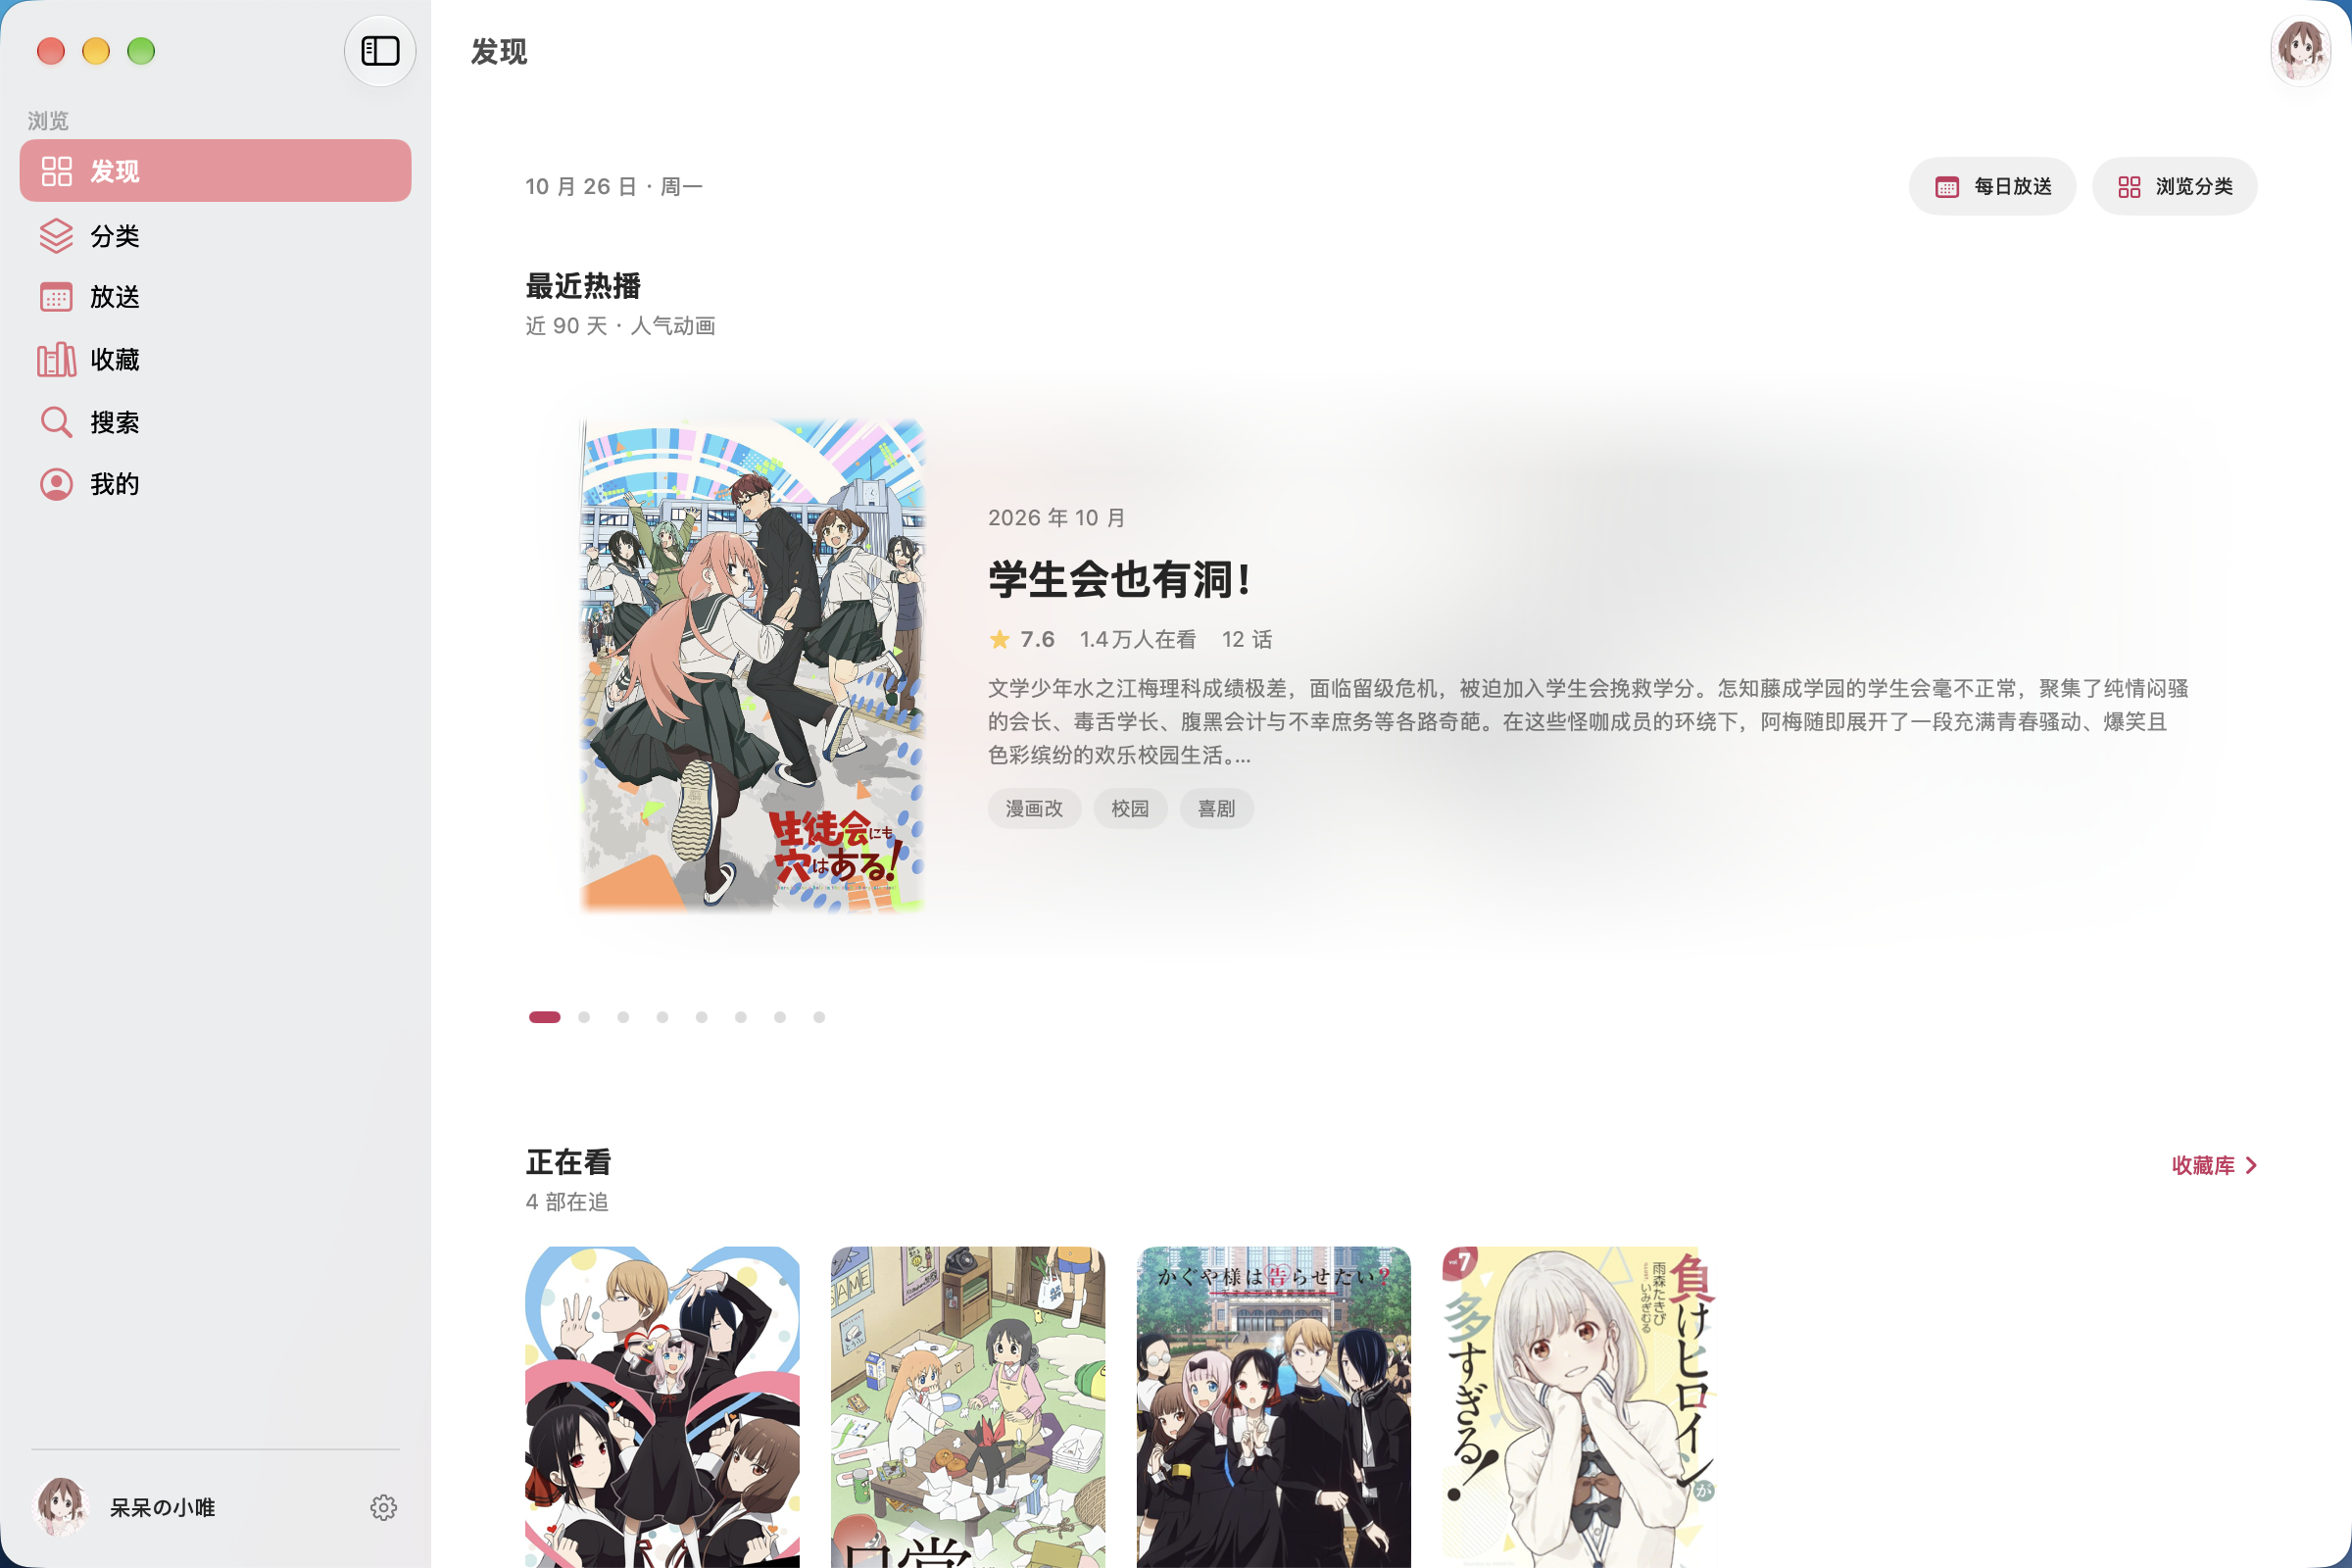 发现
浏览
发现
分类
放送
收藏
搜索
我的
呆呆の小唯
10 月 26 日 · 周一
每日放送
浏览分类
最近热播
近 90 天 · 人气动画
生徒会にも
穴はある!
2026 年 10 月
学生会也有洞!
7.6 1.4万人在看 12 话
文学少年水之江梅理科成绩极差，面临留级危机，被迫加入学生会挽救学分。怎知藤成学园的学生会毫不正常，聚集了纯情闷骚
的会长、毒舌学长、腹黑会计与不幸庶务等各路奇葩。在这些怪咖成员的环绕下，阿梅随即展开了一段充满青春骚动、爆笑且
色彩缤纷的欢乐校园生活。...
漫画改
校园
喜剧
正在看
4 部在追
收藏库
GAME
日常
かぐや様は告らせたい?
vol.7
負けヒロインが
多すぎる!
雨森たきび
いみぎむる